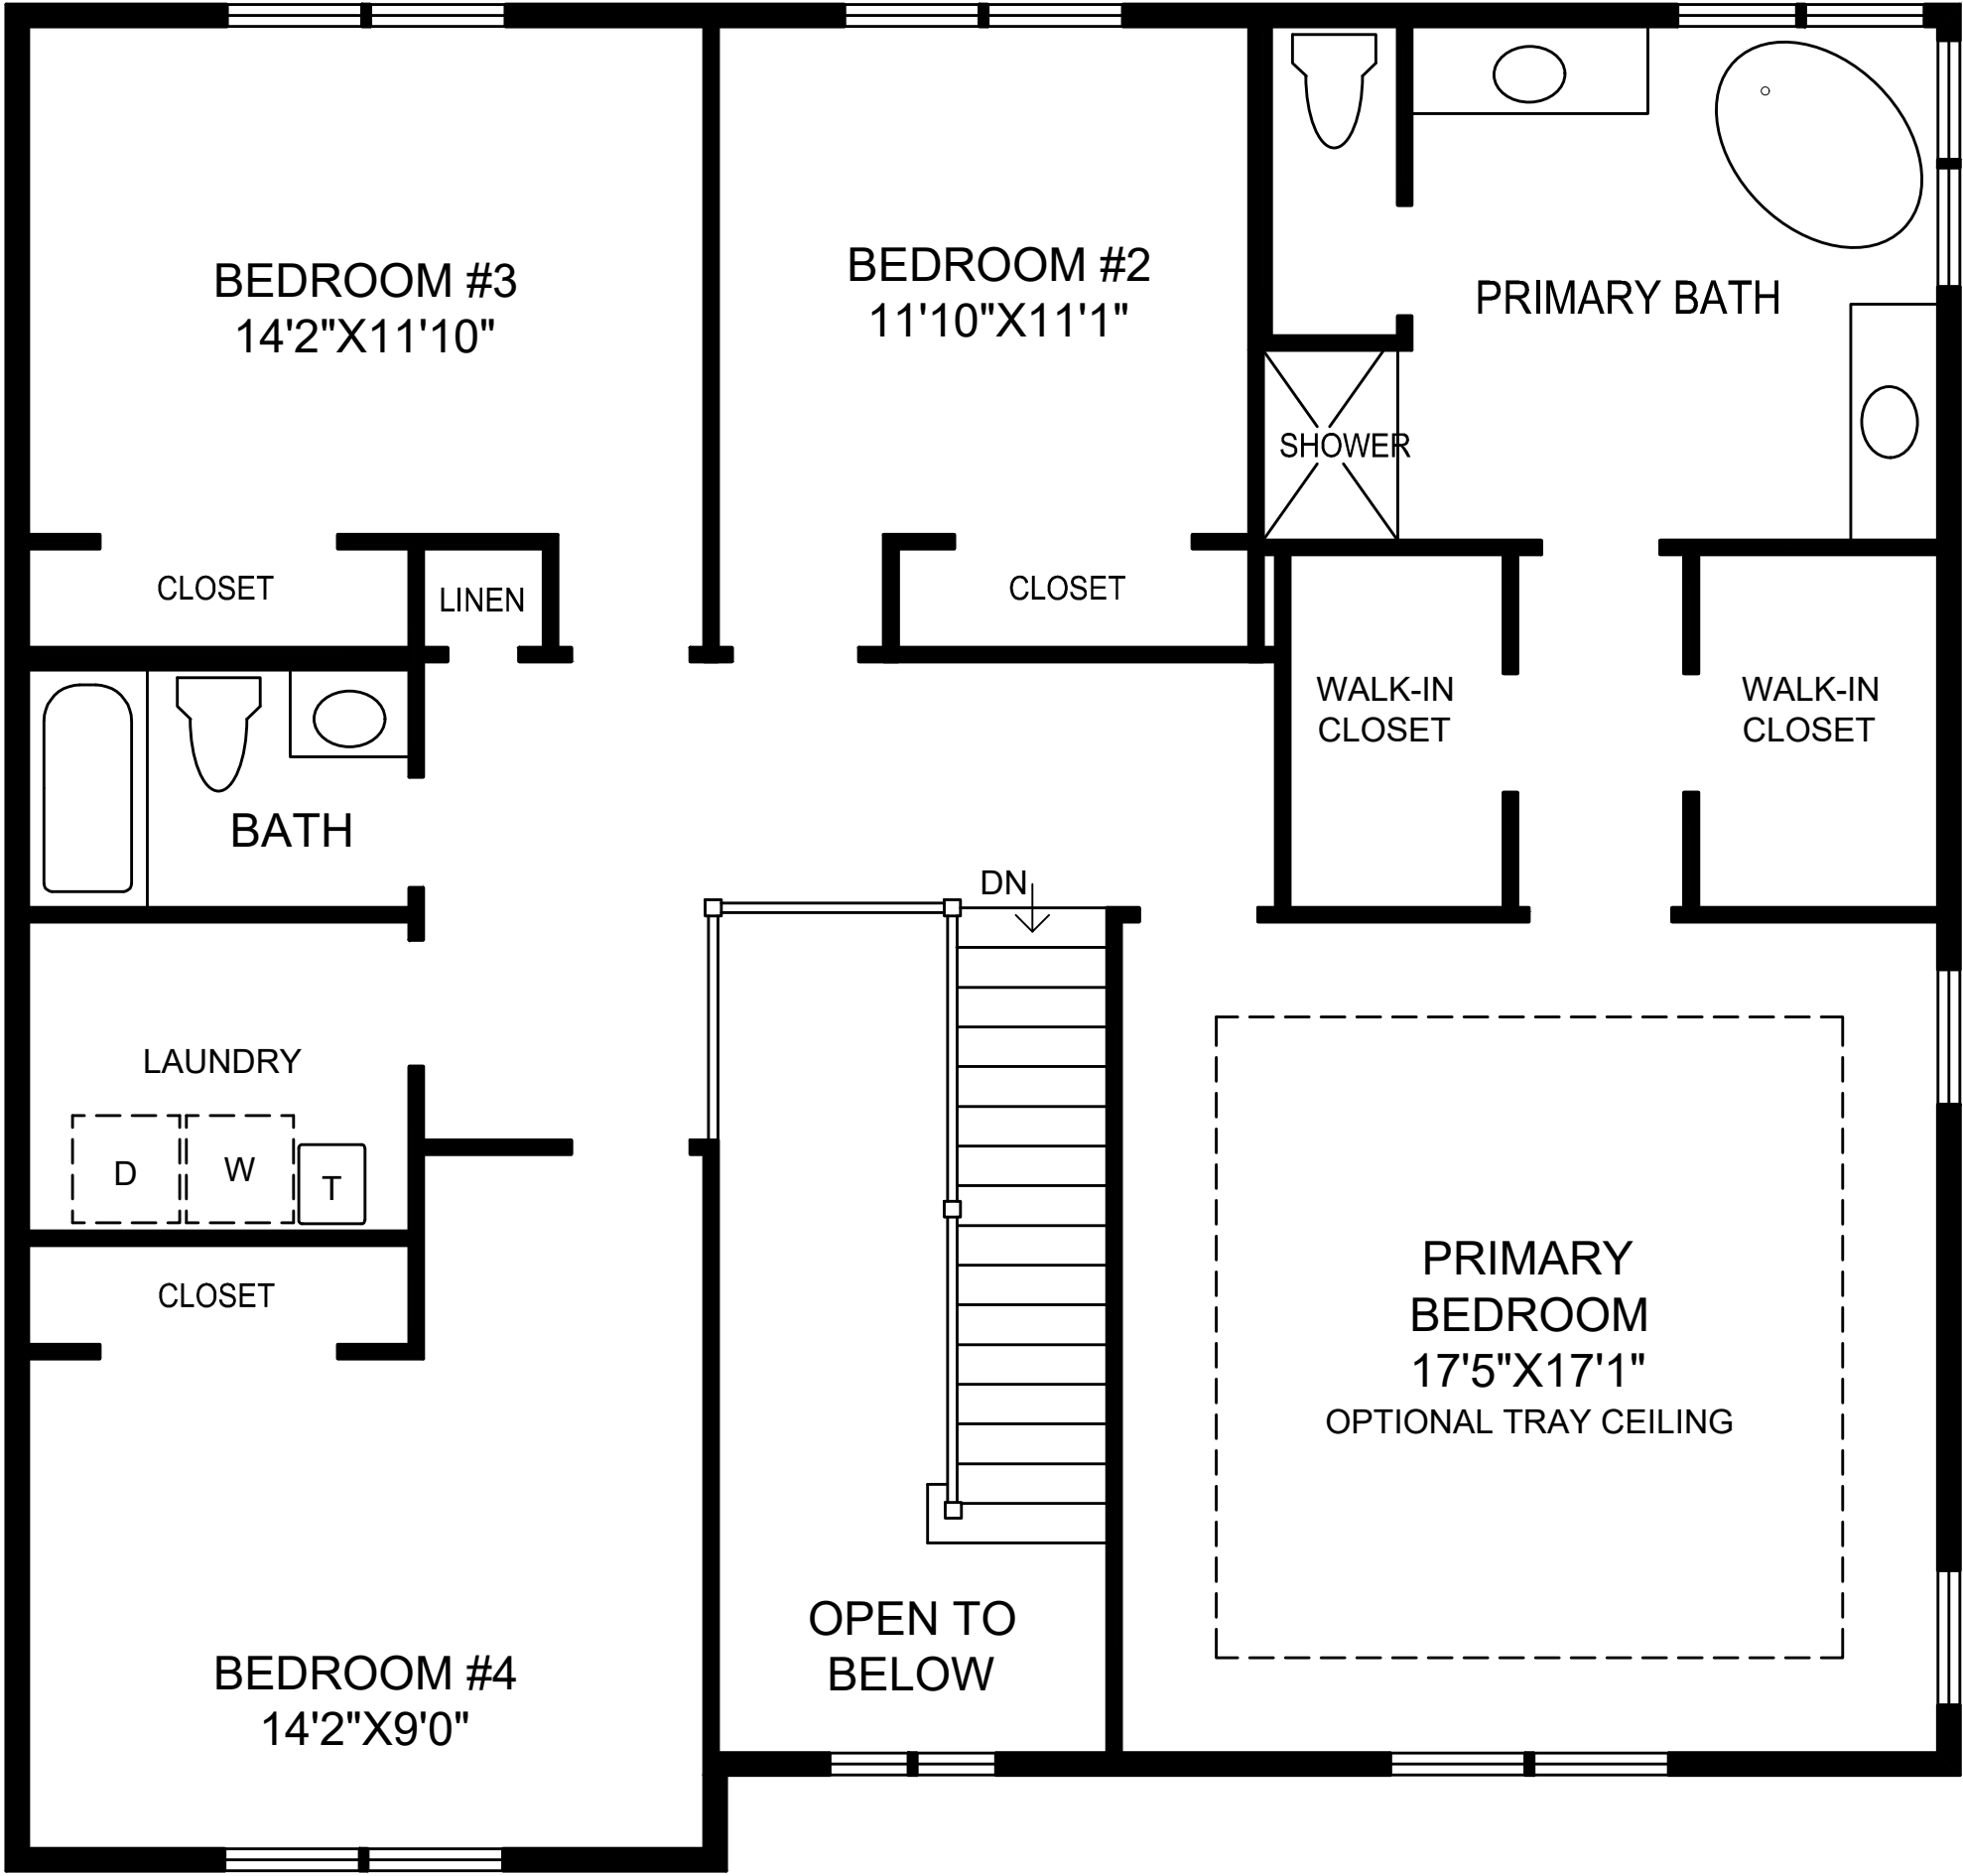 BEDROOM #3
14'2"X11'10"
BEDROOM #2
11'10"X11'1"
PRIMARY BATH
SHOWER
CLOSET
LINEN
CLOSET
WALK-IN
CLOSET
WALK-IN
CLOSET
BATH
DN
LAUNDRY
D
W
T
CLOSET
PRIMARY
BEDROOM
17'5"X17'1"
OPTIONAL TRAY CEILING
OPEN TO
BELOW
BEDROOM #4
14'2"X9'0"